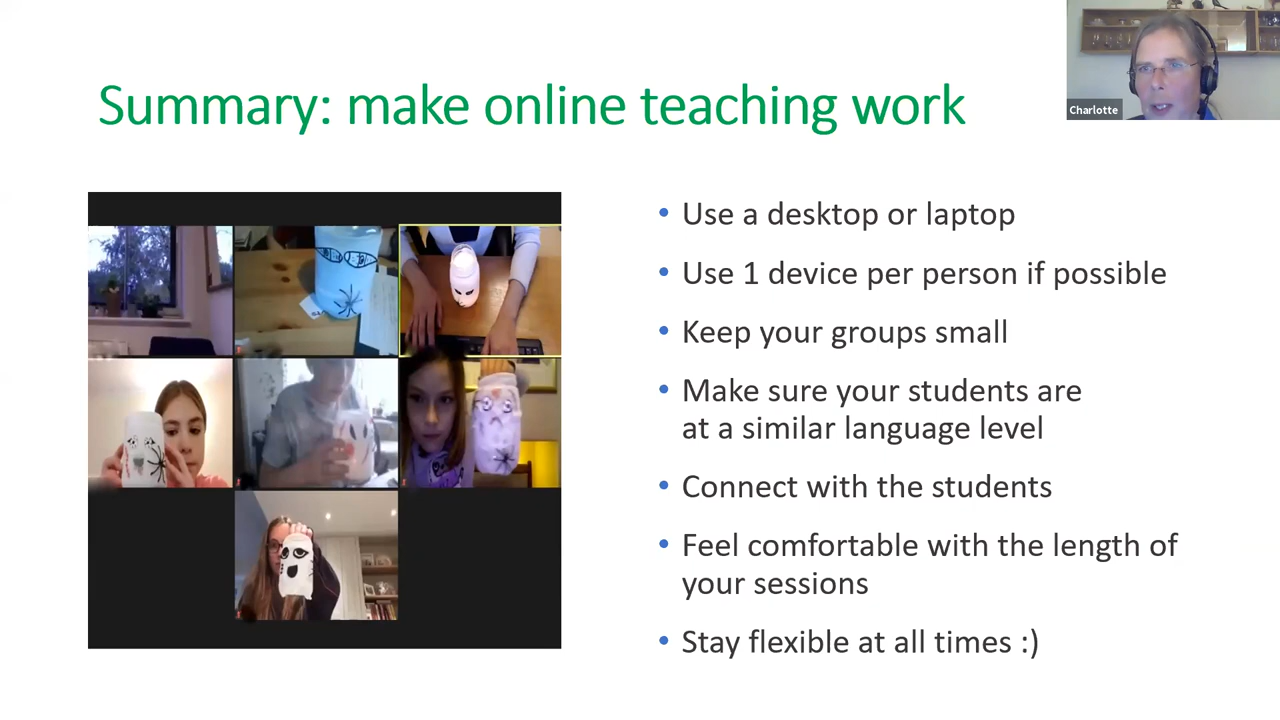 Summary: make online teaching work
Charlotte
• Use a desktop or laptop
• Use 1 device per person if possible
• Keep your groups small
• Make sure your students are
at a similar language level
• Connect with the students
• Feel comfortable with the length of
your sessions
• Stay flexible at all times :)